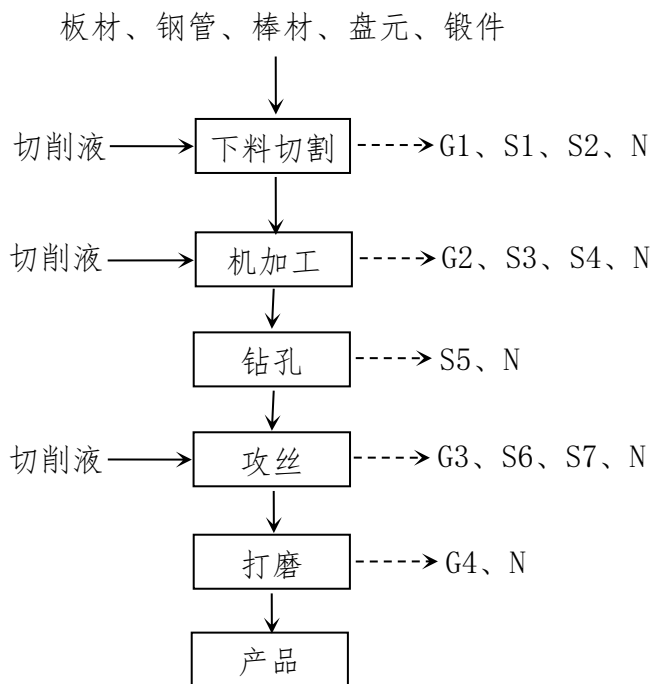 板材、钢管、棒材、盘元、锻件
切削液 下料切割 G1、S1、S2、N
切削液 机加工 G2、S3、S4、N
钻孔 S5、N
切削液 攻丝 G3、S6、S7、N
打磨 G4、N
产品